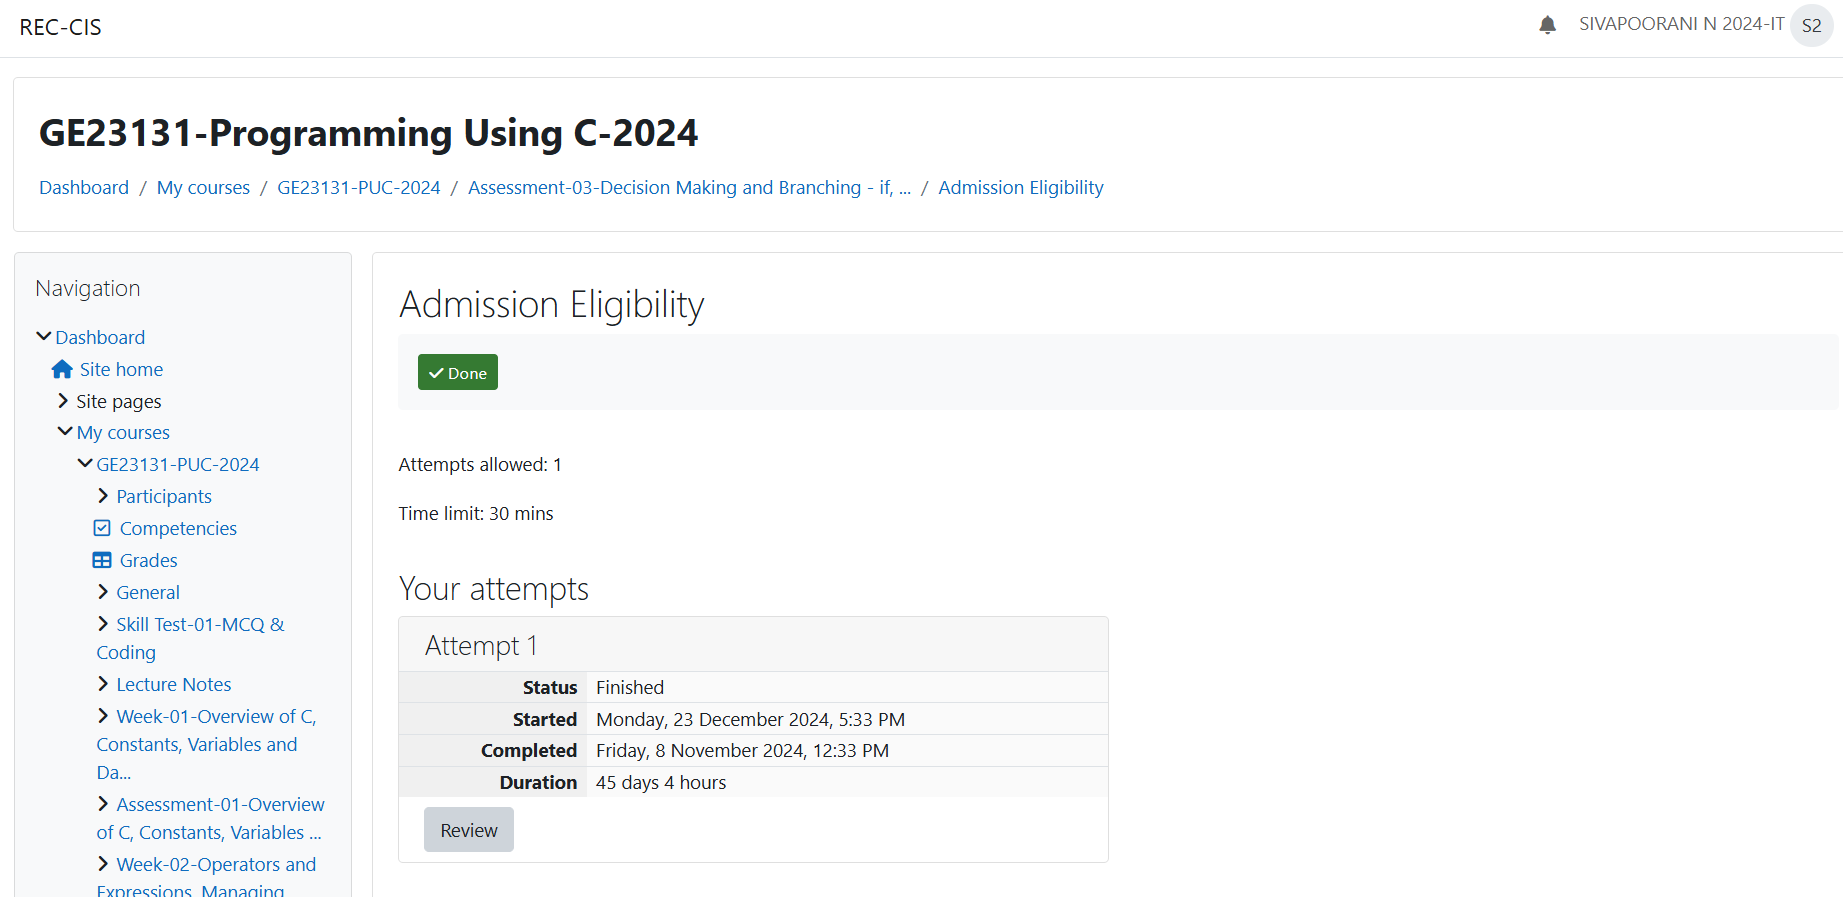 REC-CIS
SIVAPOORANI N 2024-IT S2
GE23131-Programming Using C-2024
Dashboard / My courses / GE23131-PUC-2024 / Assessment-03-Decision Making and Branching - if, ... / Admission Eligibility
Navigation
Dashboard
Site home
Site pages
My courses
GE23131-PUC-2024
Participants
Competencies
Grades
General
Skill Test-01-MCQ &
Coding
Lecture Notes
Week-01-Overview of C,
Constants, Variables and
Da...
Assessment-01-Overview
of C, Constants, Variables ...
Week-02-Operators and
Expressions, Managing
Admission Eligibility
Done
Attempts allowed: 1
Time limit: 30 mins
Your attempts
Attempt 1
Status Finished
Started Monday, 23 December 2024, 5:33 PM
Completed Friday, 8 November 2024, 12:33 PM
Duration 45 days 4 hours
Review